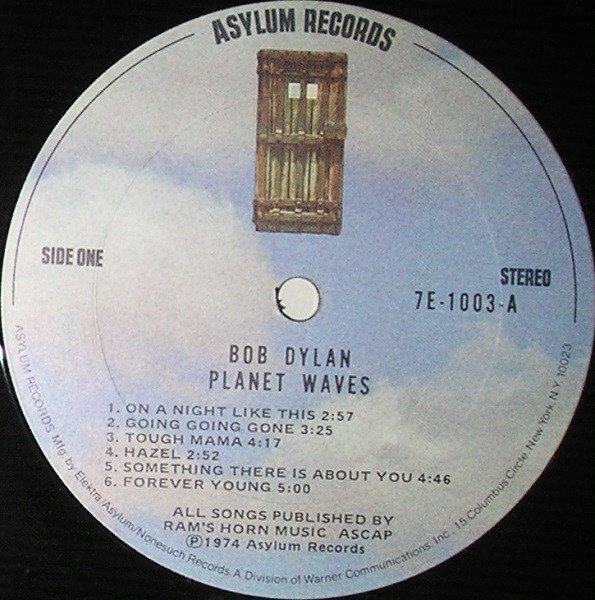 ASYLUM RECORDS
SIDE ONE
STEREO
7E-1003-A
BOB DYLAN
PLANET WAVES
1. ON A NIGHT LIKE THIS 2:57
2. GOING GOING GONE 3:25
3. TOUGH MAMA 4:17
4. HAZEL 2:52
5. SOMETHING THERE IS ABOUT YOU 4:46
6. FOREVER YOUNG 5:00
ALL SONGS PUBLISHED BY
RAM'S HORN MUSIC ASCAP
Ⓟ1974 Asylum Records
ASYLUM RECORDS Mfg by Elektra/Asylum/Nonesuch Records. A Division of Warner Communications, Inc., 15 Columbus Circle, New York, N.Y. 10023